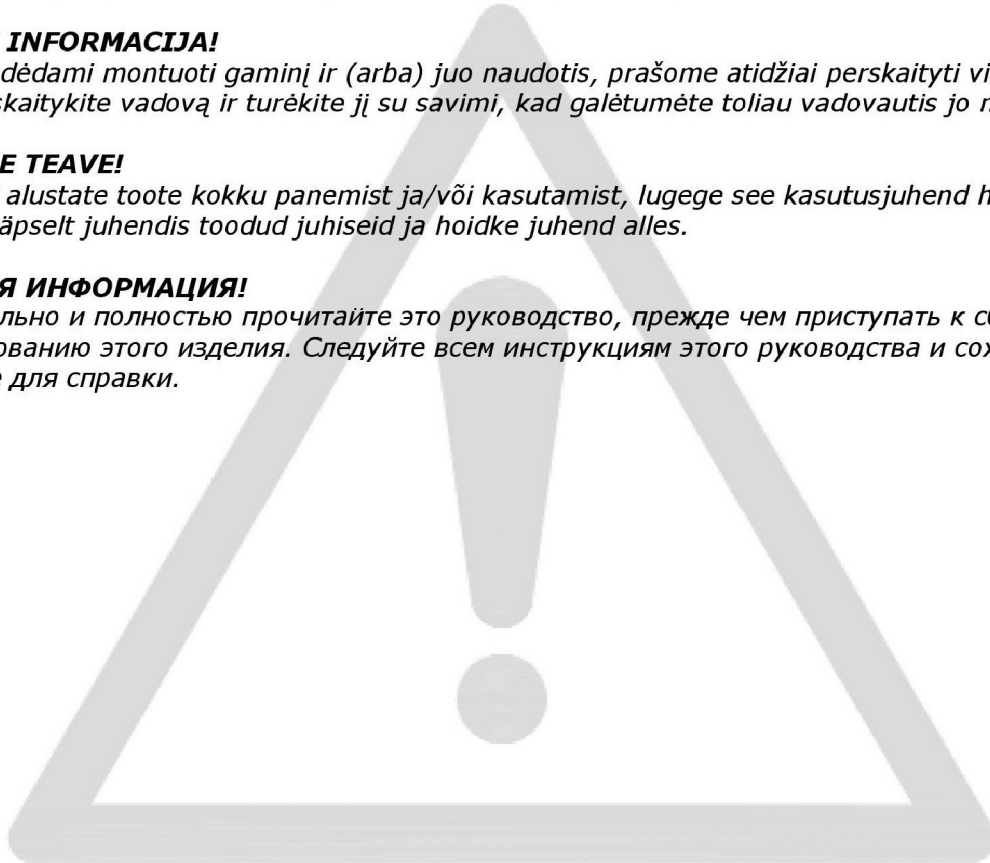 INFORMACIJA!
dėdami montuoti gaminį ir (arba) juo naudotis, prašome atidžiai perskaityti vi
skaitykite vadovą ir turėkite jį su savimi, kad galėtumėte toliau vadovautis jo n
E TEAVE!
alustate toote kokku panemist ja/või kasutamist, lugege see kasutusjuhend h
äpselt juhendis toodud juhiseid ja hoidke juhend alles.
Я ИНФОРМАЦИЯ!
льно и полностью прочитайте это руководство, прежде чем приступать к сб
ованию этого изделия. Следуйте всем инструкциям этого руководства и сох
е для справки.